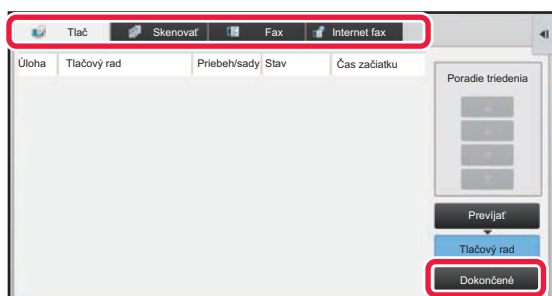 Tlač Skenovať Fax Internet fax
Úloha Tlačový rad Priebeh/sady Stav Čas začiatku
Poradie triedenia
Prevíjať
Tlačový rad
Dokončené